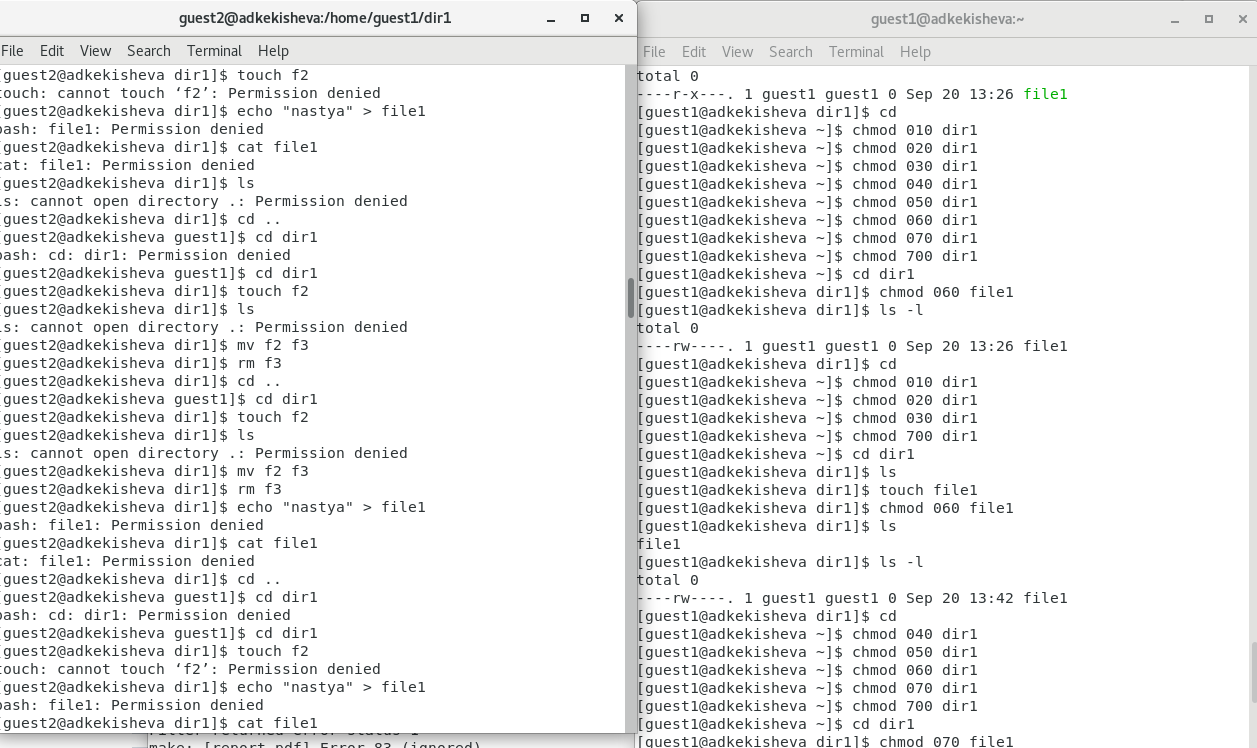 guest2@adkekisheva:/home/guest1/dir1
File Edit View Search Terminal Help
[guest2@adkekisheva dir1]$ touch f2
touch: cannot touch ‘f2’: Permission denied
[guest2@adkekisheva dir1]$ echo "nastya" > file1
bash: file1: Permission denied
[guest2@adkekisheva dir1]$ cat file1
cat: file1: Permission denied
[guest2@adkekisheva dir1]$ ls
ls: cannot open directory .: Permission denied
[guest2@adkekisheva dir1]$ cd ..
[guest2@adkekisheva guest1]$ cd dir1
bash: cd: dir1: Permission denied
[guest2@adkekisheva guest1]$ cd dir1
[guest2@adkekisheva dir1]$ touch f2
[guest2@adkekisheva dir1]$ ls
ls: cannot open directory .: Permission denied
[guest2@adkekisheva dir1]$ mv f2 f3
[guest2@adkekisheva dir1]$ rm f3
[guest2@adkekisheva dir1]$ cd ..
[guest2@adkekisheva guest1]$ cd dir1
[guest2@adkekisheva dir1]$ touch f2
[guest2@adkekisheva dir1]$ ls
ls: cannot open directory .: Permission denied
[guest2@adkekisheva dir1]$ mv f2 f3
[guest2@adkekisheva dir1]$ rm f3
[guest2@adkekisheva dir1]$ echo "nastya" > file1
bash: file1: Permission denied
[guest2@adkekisheva dir1]$ cat file1
cat: file1: Permission denied
[guest2@adkekisheva dir1]$ cd ..
[guest2@adkekisheva guest1]$ cd dir1
bash: cd: dir1: Permission denied
[guest2@adkekisheva guest1]$ cd dir1
[guest2@adkekisheva dir1]$ touch f2
touch: cannot touch ‘f2’: Permission denied
[guest2@adkekisheva dir1]$ echo "nastya" > file1
bash: file1: Permission denied
[guest2@adkekisheva dir1]$ cat file1
guest1@adkekisheva:~
File Edit View Search Terminal Help
total 0
----r-x---. 1 guest1 guest1 0 Sep 20 13:26 file1
[guest1@adkekisheva dir1]$ cd
[guest1@adkekisheva ~]$ chmod 010 dir1
[guest1@adkekisheva ~]$ chmod 020 dir1
[guest1@adkekisheva ~]$ chmod 030 dir1
[guest1@adkekisheva ~]$ chmod 040 dir1
[guest1@adkekisheva ~]$ chmod 050 dir1
[guest1@adkekisheva ~]$ chmod 060 dir1
[guest1@adkekisheva ~]$ chmod 070 dir1
[guest1@adkekisheva ~]$ chmod 700 dir1
[guest1@adkekisheva ~]$ cd dir1
[guest1@adkekisheva dir1]$ chmod 060 file1
[guest1@adkekisheva dir1]$ ls -l
total 0
----rw----. 1 guest1 guest1 0 Sep 20 13:26 file1
[guest1@adkekisheva dir1]$ cd
[guest1@adkekisheva ~]$ chmod 010 dir1
[guest1@adkekisheva ~]$ chmod 020 dir1
[guest1@adkekisheva ~]$ chmod 030 dir1
[guest1@adkekisheva ~]$ chmod 700 dir1
[guest1@adkekisheva ~]$ cd dir1
[guest1@adkekisheva dir1]$ ls
[guest1@adkekisheva dir1]$ touch file1
[guest1@adkekisheva dir1]$ chmod 060 file1
[guest1@adkekisheva dir1]$ ls
file1
[guest1@adkekisheva dir1]$ ls -l
total 0
----rw----. 1 guest1 guest1 0 Sep 20 13:42 file1
[guest1@adkekisheva dir1]$ cd
[guest1@adkekisheva ~]$ chmod 040 dir1
[guest1@adkekisheva ~]$ chmod 050 dir1
[guest1@adkekisheva ~]$ chmod 060 dir1
[guest1@adkekisheva ~]$ chmod 070 dir1
[guest1@adkekisheva ~]$ chmod 700 dir1
[guest1@adkekisheva ~]$ cd dir1
[guest1@adkekisheva dir1]$ chmod 070 file1
make: [report.pdf] Error 83 (ignored)